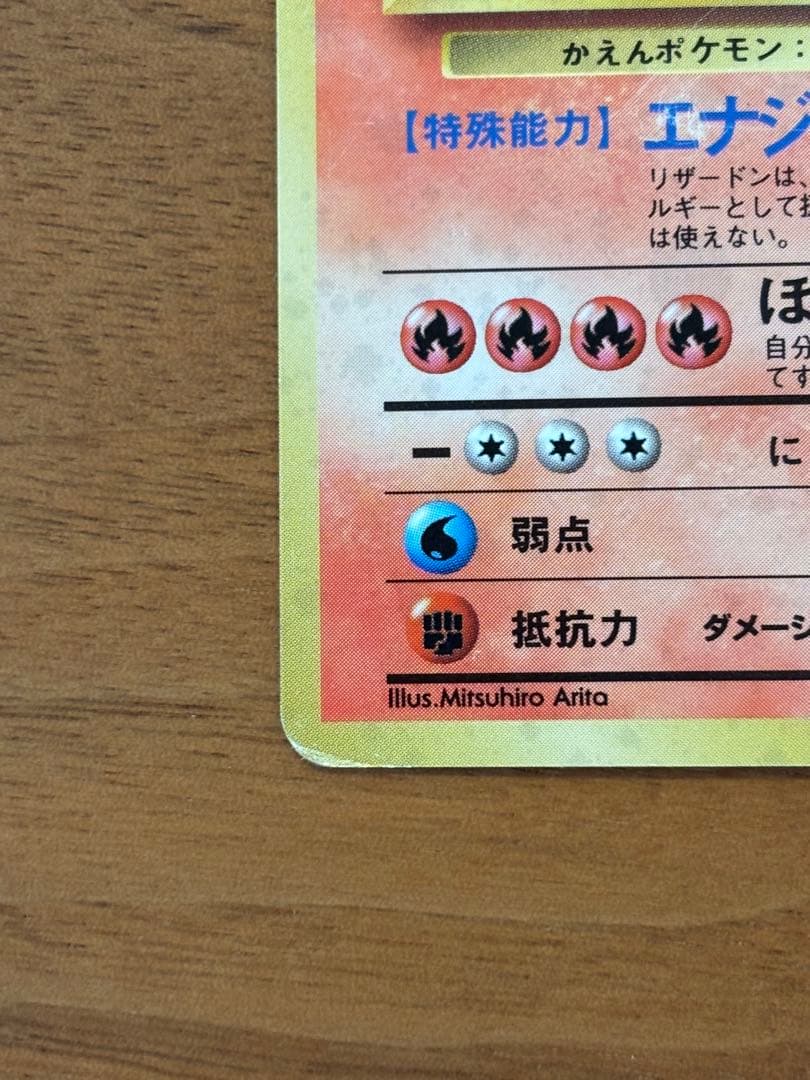 かえんポケモン：
【特殊能力】 エナジ
リザードンは、
ルギーとして扱
は使えない。
ほ
自分
てす
に
弱点
抵抗力 ダメージ
Illus.Mitsuhiro Arita